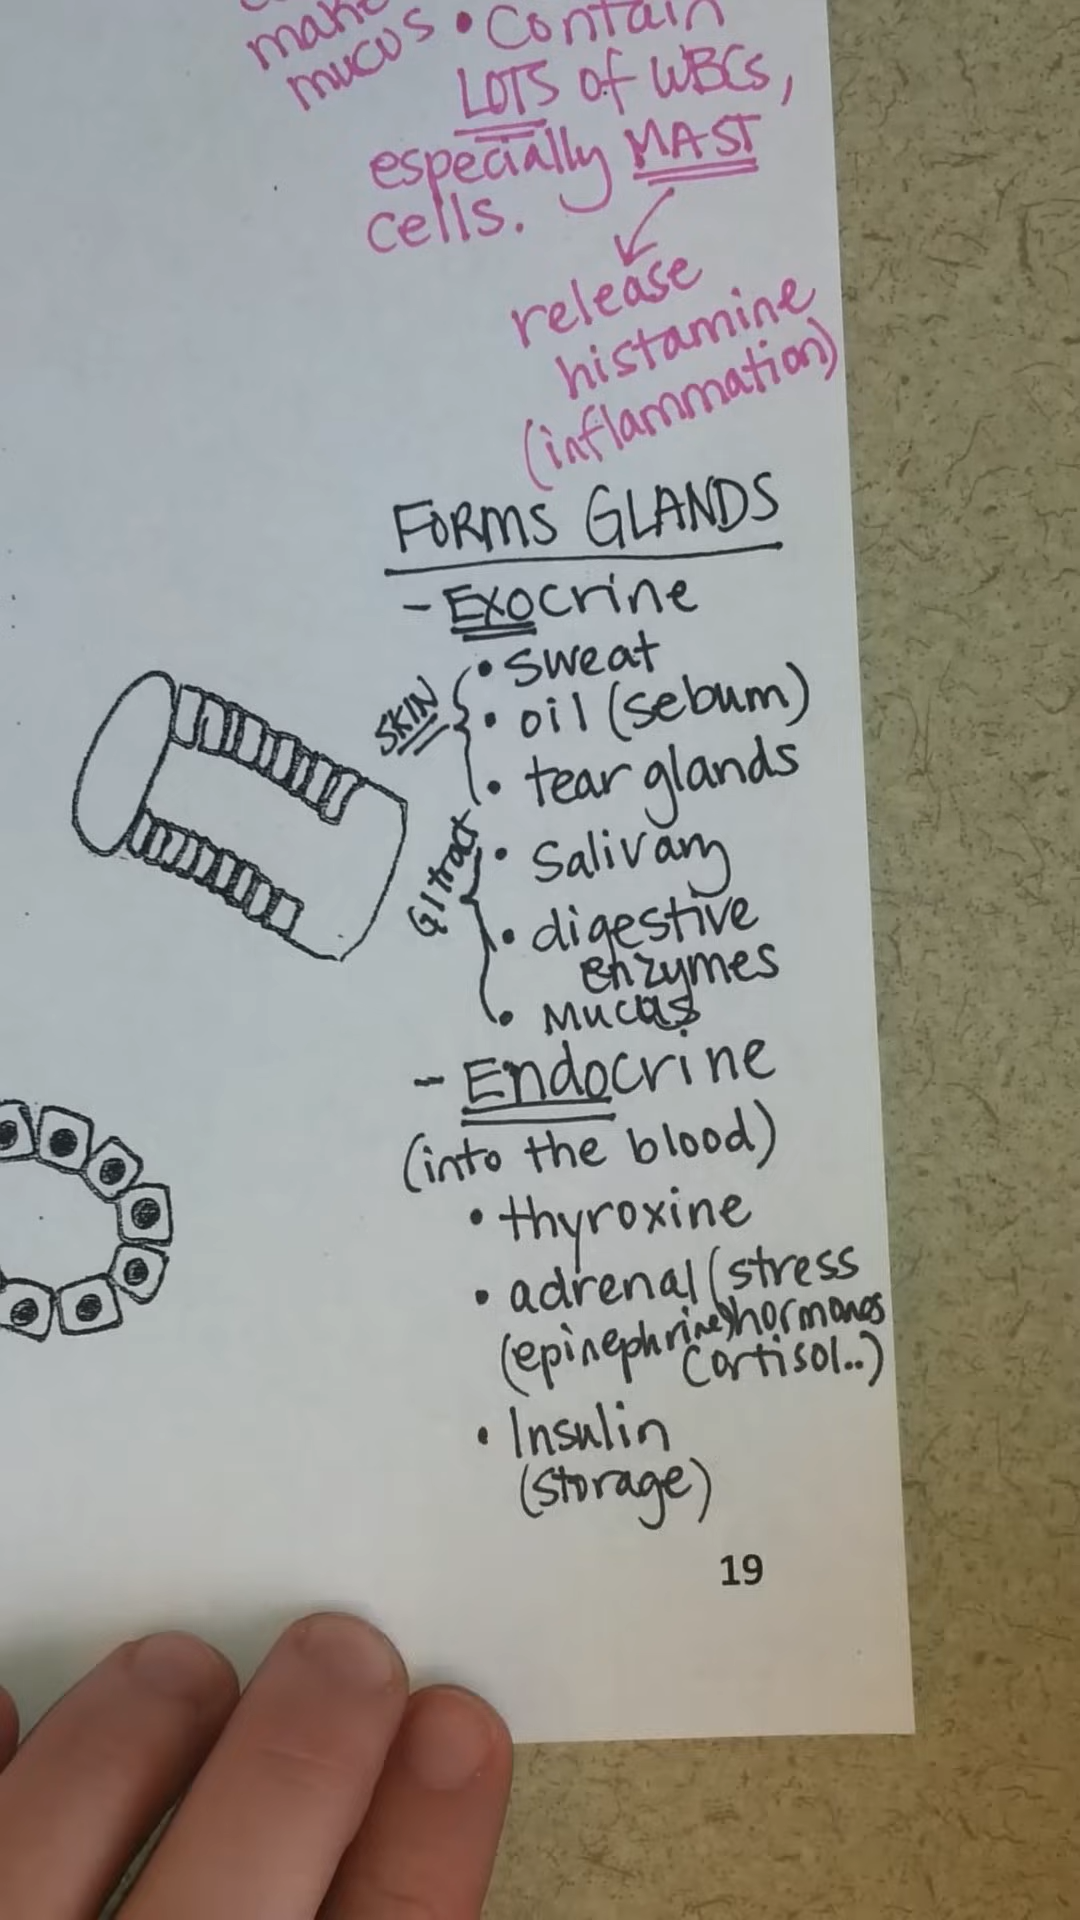 make
mucus • Contain
LOTS of WBCs,
especially MAST
cells.
release
histamine
(inflammation)
FORMS GLANDS
- Exocrine
SKIN
• sweat
• oil (sebum)
• tear glands
GI tract
• Salivary
• digestive
enzymes
• Mucus
- Endocrine
(into the blood)
• thyroxine
• adrenal (stress
(epinephrine) hormones
Cortisol..)
• Insulin
(storage)
19